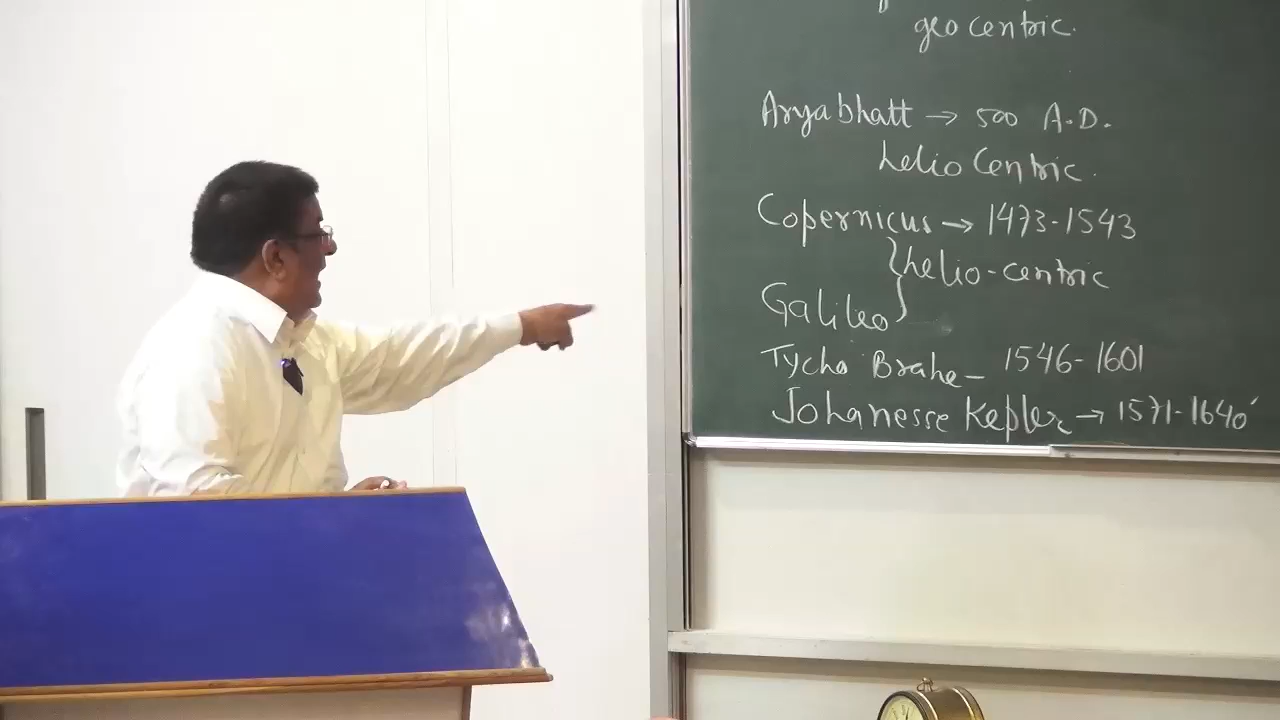 geocentric.
Aryabhatt → 500 A.D.
helio Centric.
Copernicus → 1473-1543
helio-centric
Galileo
Tycho Brahe - 1546-1601
Johanesse Kepler → 1571-1640